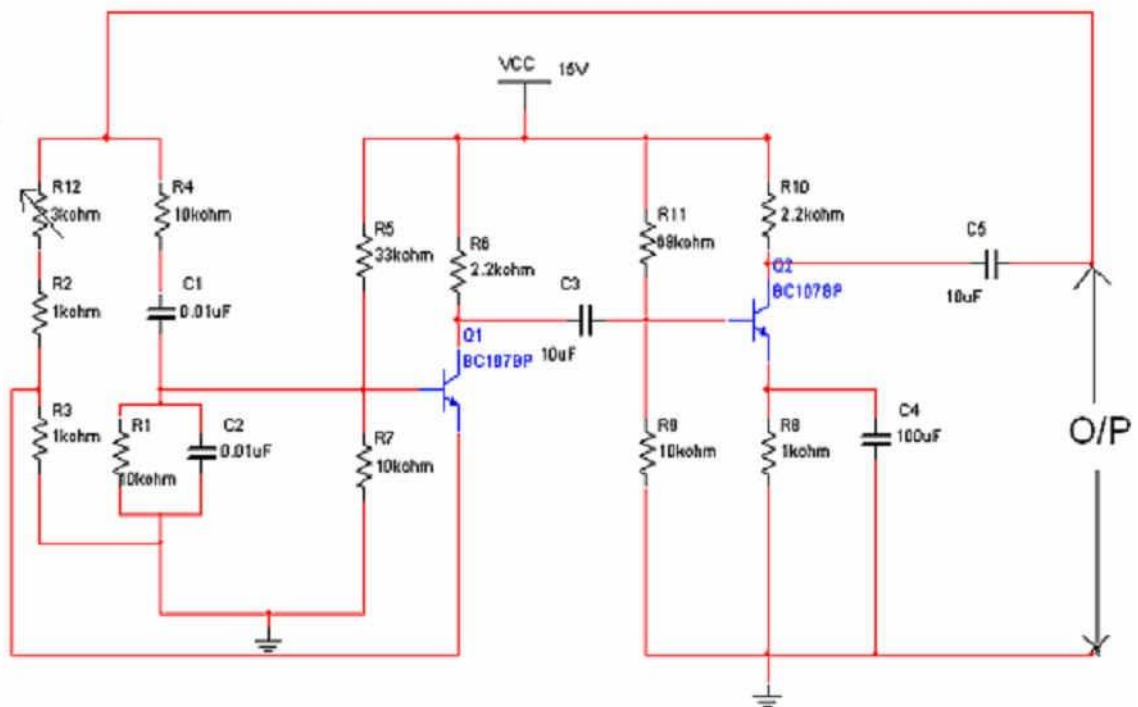 VCC 15V
R12
3kohm
R4
10kohm
R5
33kohm
R6
2.2kohm
R11
68kohm
R10
2.2kohm
C5
10uF
R2
1kohm
C1
0.01uF
C3
10uF
Q1
BC107BP
Q2
BC107BP
R3
1kohm
R1
10kohm
C2
0.01uF
R7
10kohm
R9
10kohm
R8
1kohm
C4
100uF
O/P